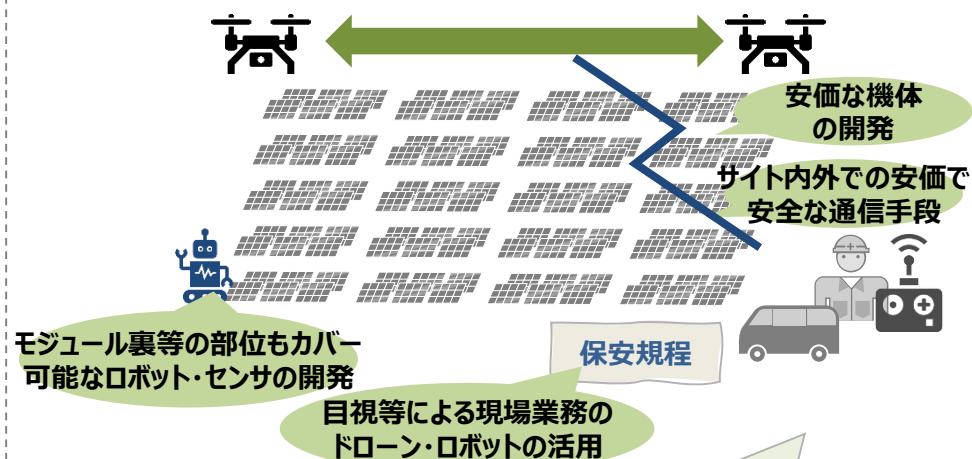 安価な機体
の開発
サイト内外での安価で
安全な通信手段
モジュール裏等の部位もカバー
可能なロボット・センサの開発
保安規程
目視等による現場業務の
ドローン・ロボットの活用